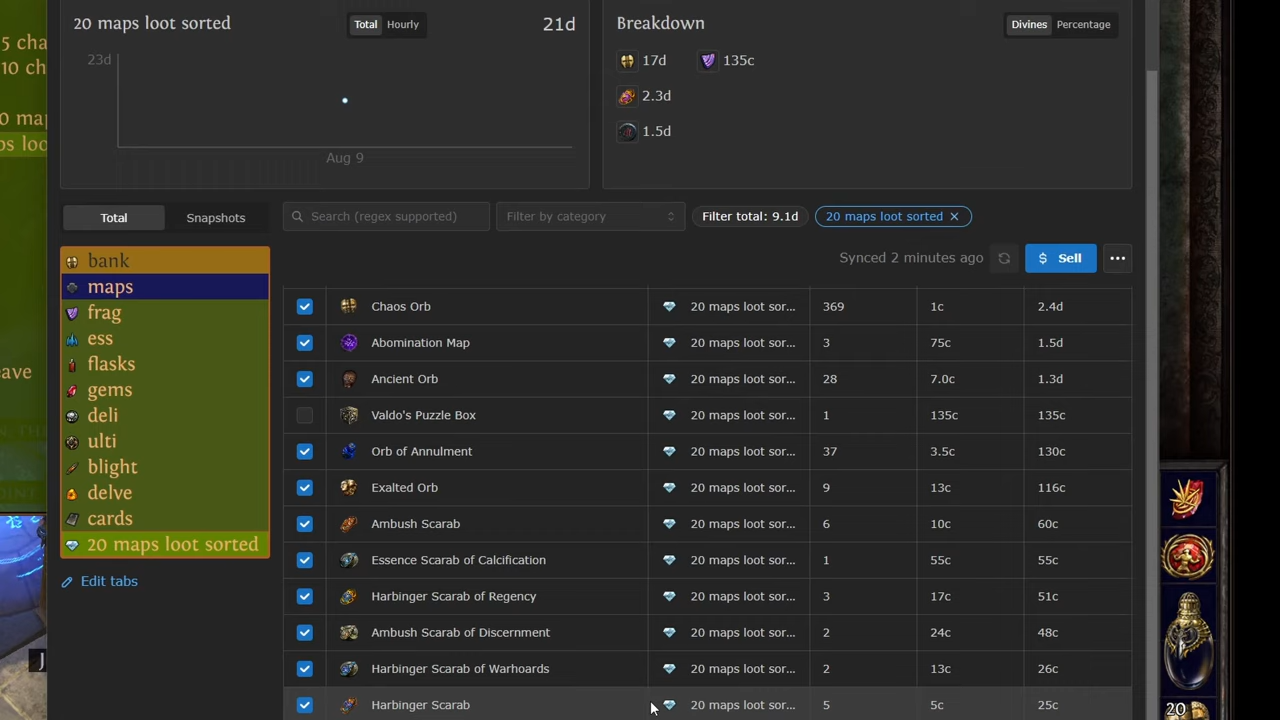 20 maps loot sorted
Total Hourly
21d
23d
Aug 9
Breakdown
Divines Percentage
17d
135c
2.3d
1.5d
Total Snapshots
Search (regex supported)
Filter by category
Filter total: 9.1d
20 maps loot sorted
Synced 2 minutes ago
$ Sell
bank
maps
frag
ess
flasks
gems
deli
ulti
blight
delve
cards
20 maps loot sorted
Edit tabs
Chaos Orb 20 maps loot sor... 369 1c 2.4d
Abomination Map 20 maps loot sor... 3 75c 1.5d
Ancient Orb 20 maps loot sor... 28 7.0c 1.3d
Valdo's Puzzle Box 20 maps loot sor... 1 135c 135c
Orb of Annulment 20 maps loot sor... 37 3.5c 130c
Exalted Orb 20 maps loot sor... 9 13c 116c
Ambush Scarab 20 maps loot sor... 6 10c 60c
Essence Scarab of Calcification 20 maps loot sor... 1 55c 55c
Harbinger Scarab of Regency 20 maps loot sor... 3 17c 51c
Ambush Scarab of Discernment 20 maps loot sor... 2 24c 48c
Harbinger Scarab of Warhoards 20 maps loot sor... 2 13c 26c
Harbinger Scarab 20 maps loot sor... 5 5c 25c
5 cha
10 ch
0 ma
ps loo
eave
20